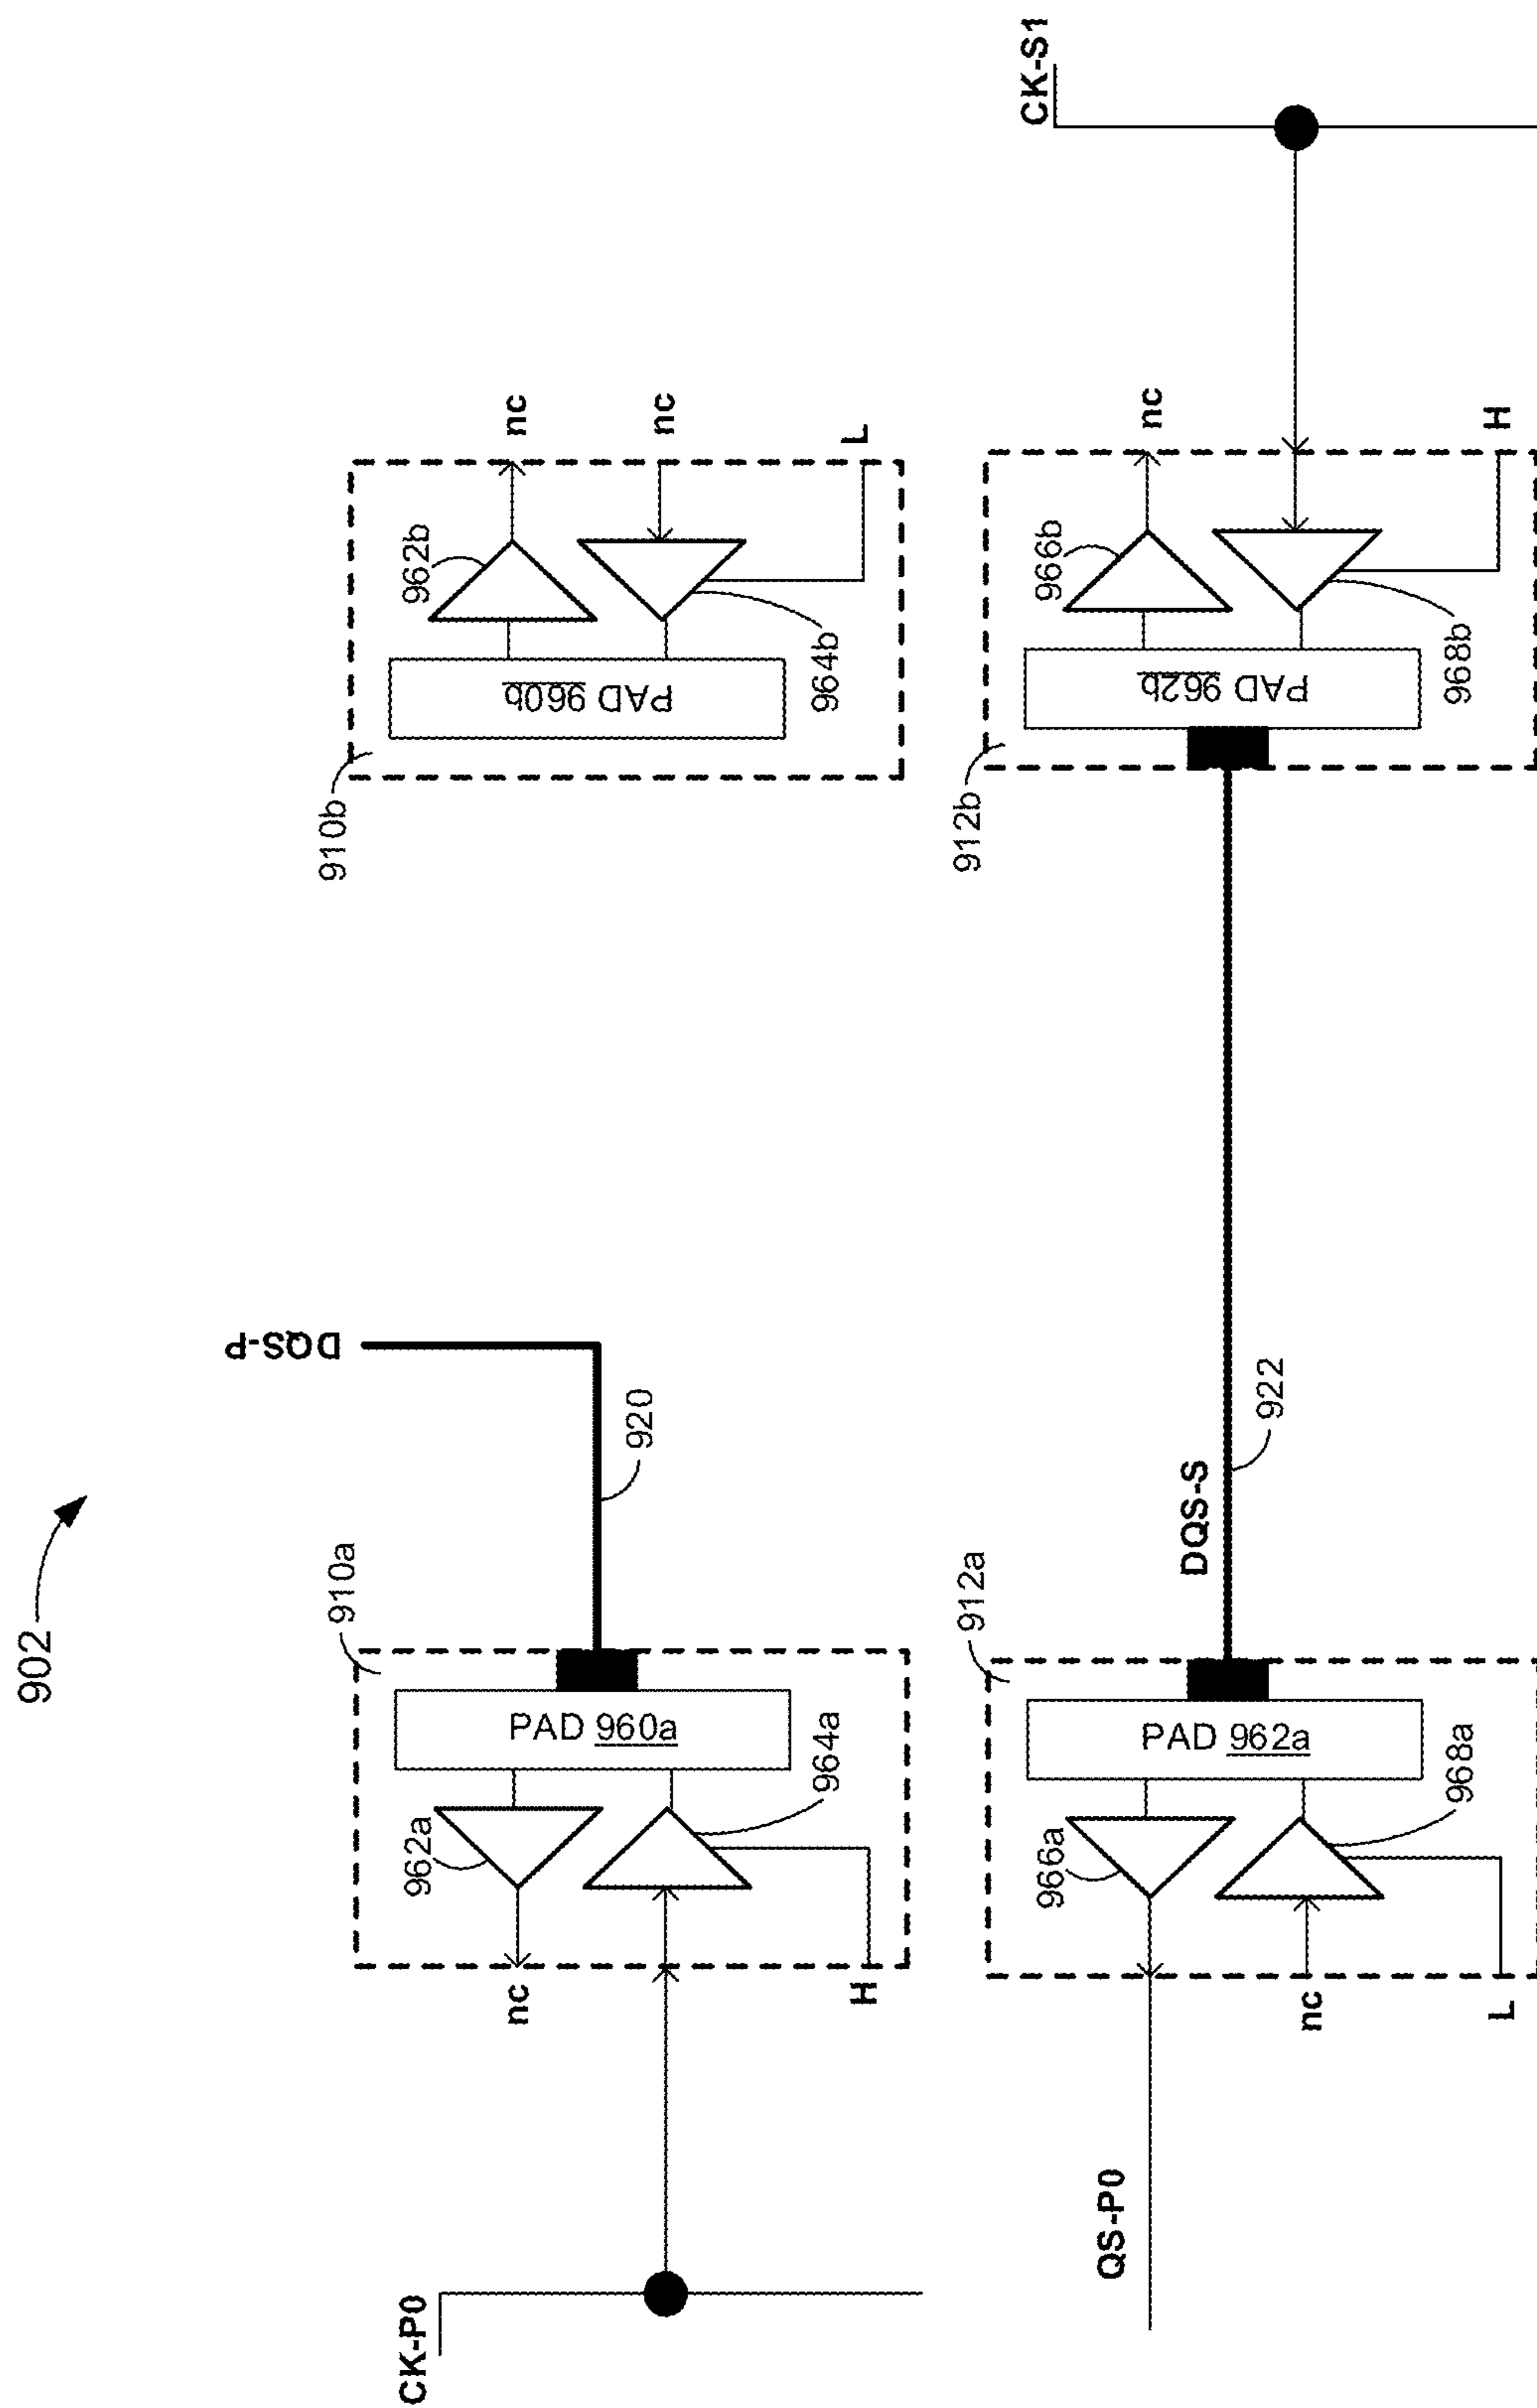 902
DQS-P
920
910a
PAD 960a
962a
964a
nc
H
CK-P0
910b
PAD 960b
962b
964b
nc
nc
L
DQS-S
922
912a
PAD 962a
966a
968a
nc
L
QS-P0
912b
PAD 962b
966b
968b
nc
H
CK-S1